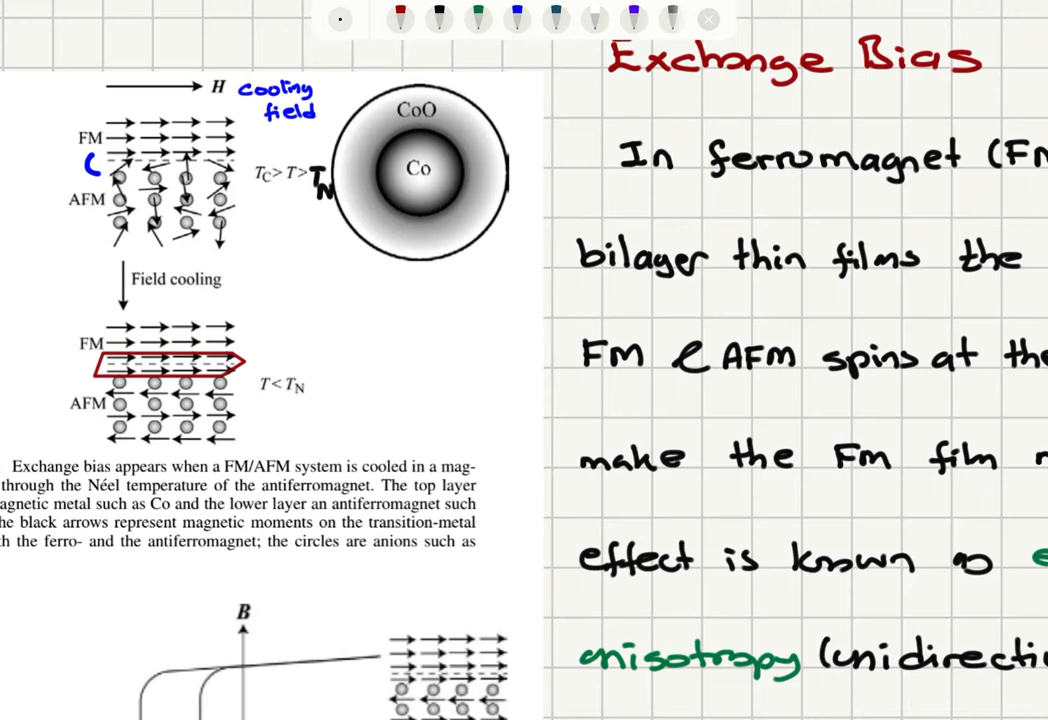 Exchange Bias
H cooling
field
FM
AFM
TC > T > TN
CoO
Co
Field cooling
FM
AFM
T < TN
Exchange bias appears when a FM/AFM system is cooled in a mag-
through the Néel temperature of the antiferromagnet. The top layer
agnetic metal such as Co and the lower layer an antiferromagnet such
he black arrows represent magnetic moments on the transition-metal
h the ferro- and the antiferromagnet; the circles are anions such as
B
In ferromagnet (Fm
bilayer thin films the
FM & AFM spins at the
make the FM film
effect is known as
anisotropy (unidirectio